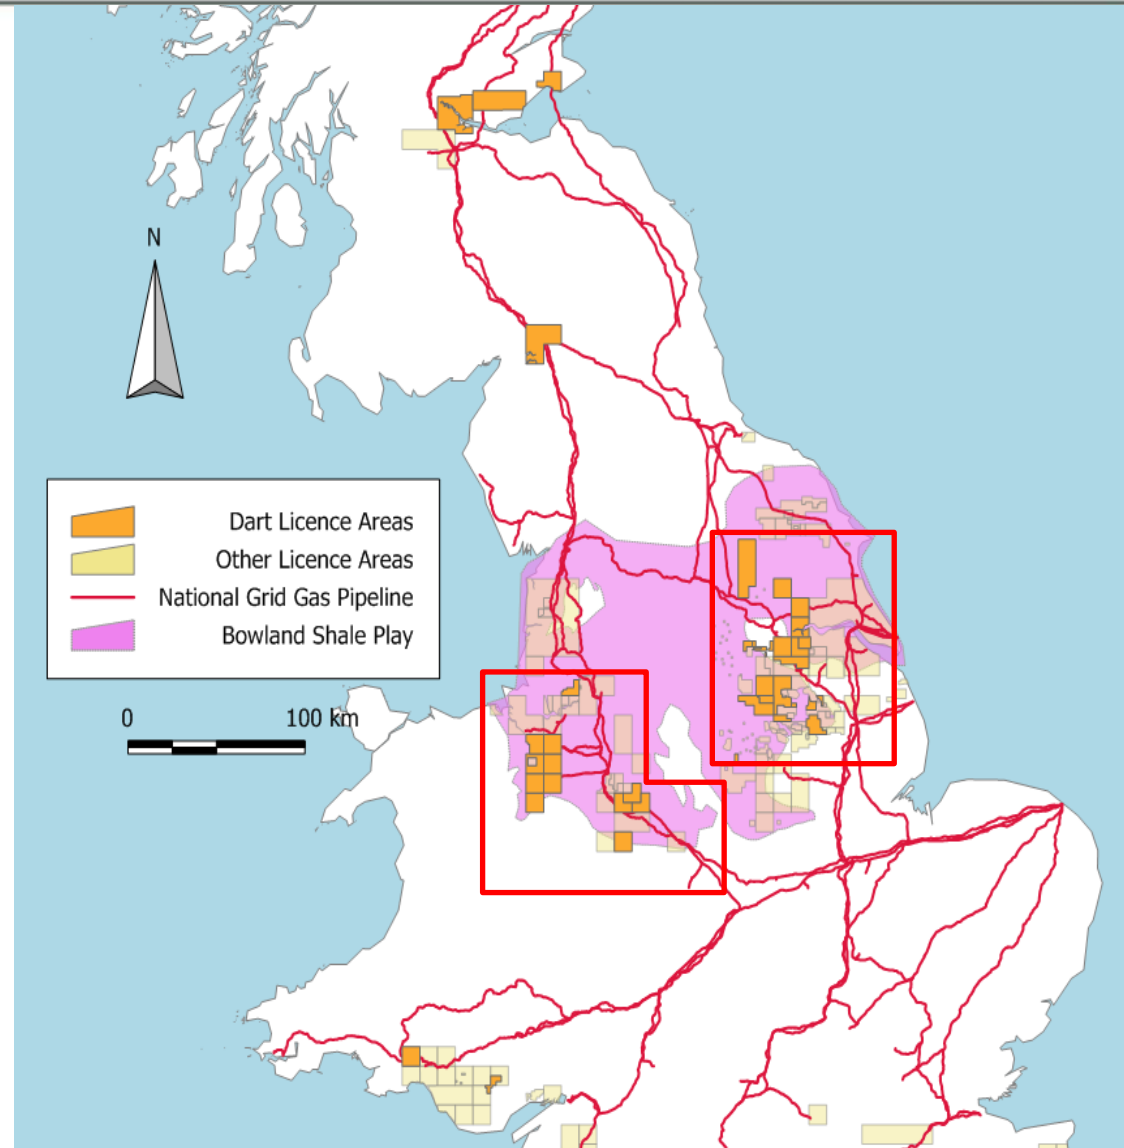 N
Dart Licence Areas
Other Licence Areas
National Grid Gas Pipeline
Bowland Shale Play
0 100 km